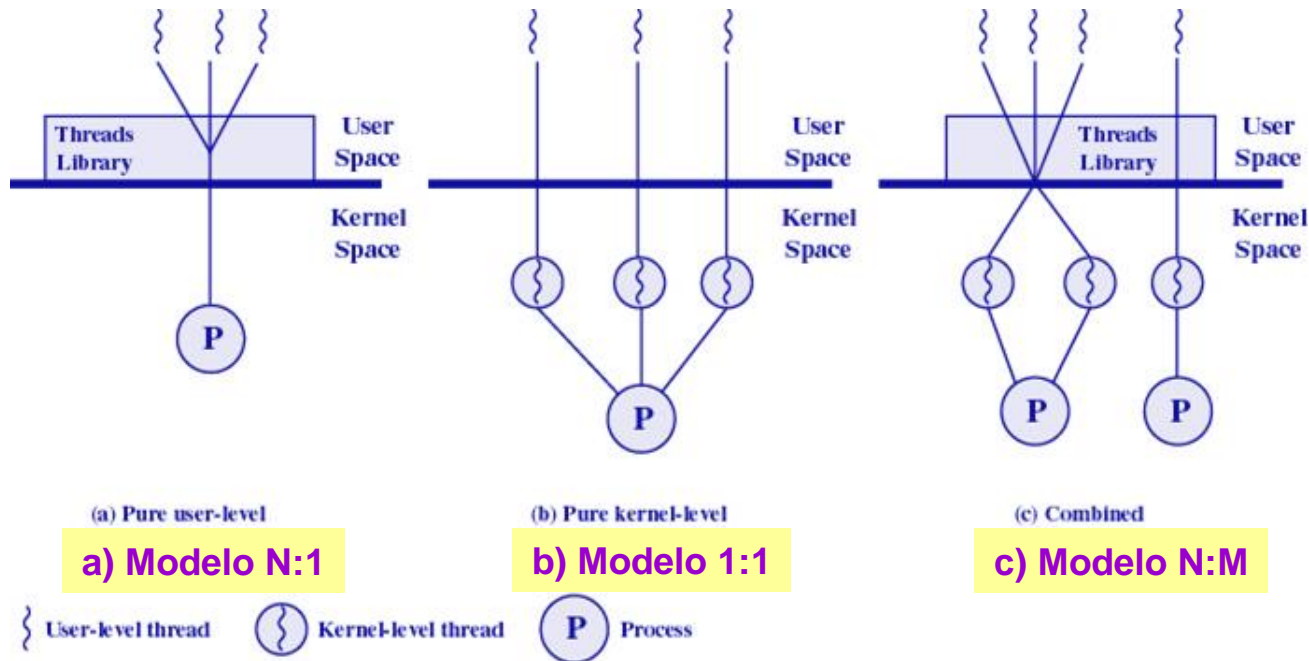 Threads
Library
User
Space
Kernel
Space
P
User
Space
Kernel
Space
P
Threads
Library
User
Space
Kernel
Space
P
P
(a) Pure user-level
(b) Pure kernel-level
(c) Combined
a) Modelo N:1
b) Modelo 1:1
c) Modelo N:M
User-level thread
Kernel-level thread
P
Process